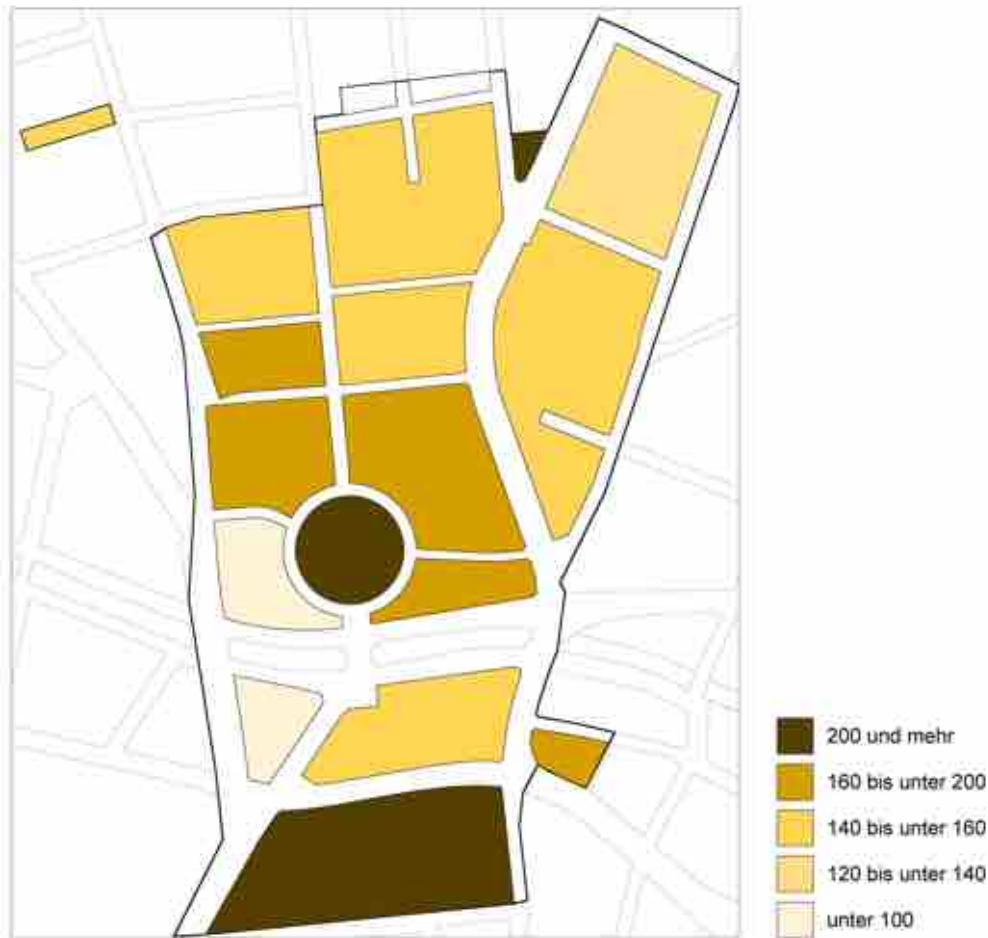 200 und mehr
160 bis unter 200
140 bis unter 160
120 bis unter 140
unter 100